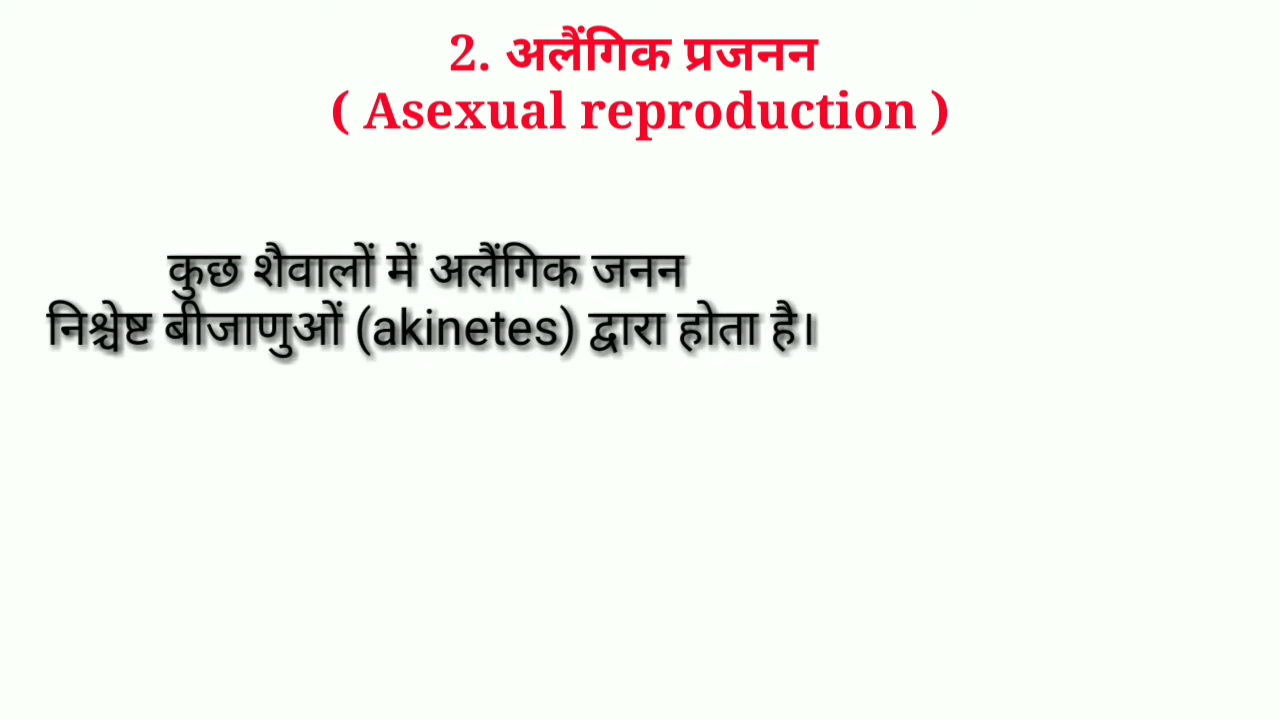 2. अलैंगिक प्रजनन
( Asexual reproduction )
कुछ शैवालों में अलैंगिक जनन
निश्चेष्ट बीजाणुओं (akinetes) द्वारा होता है।